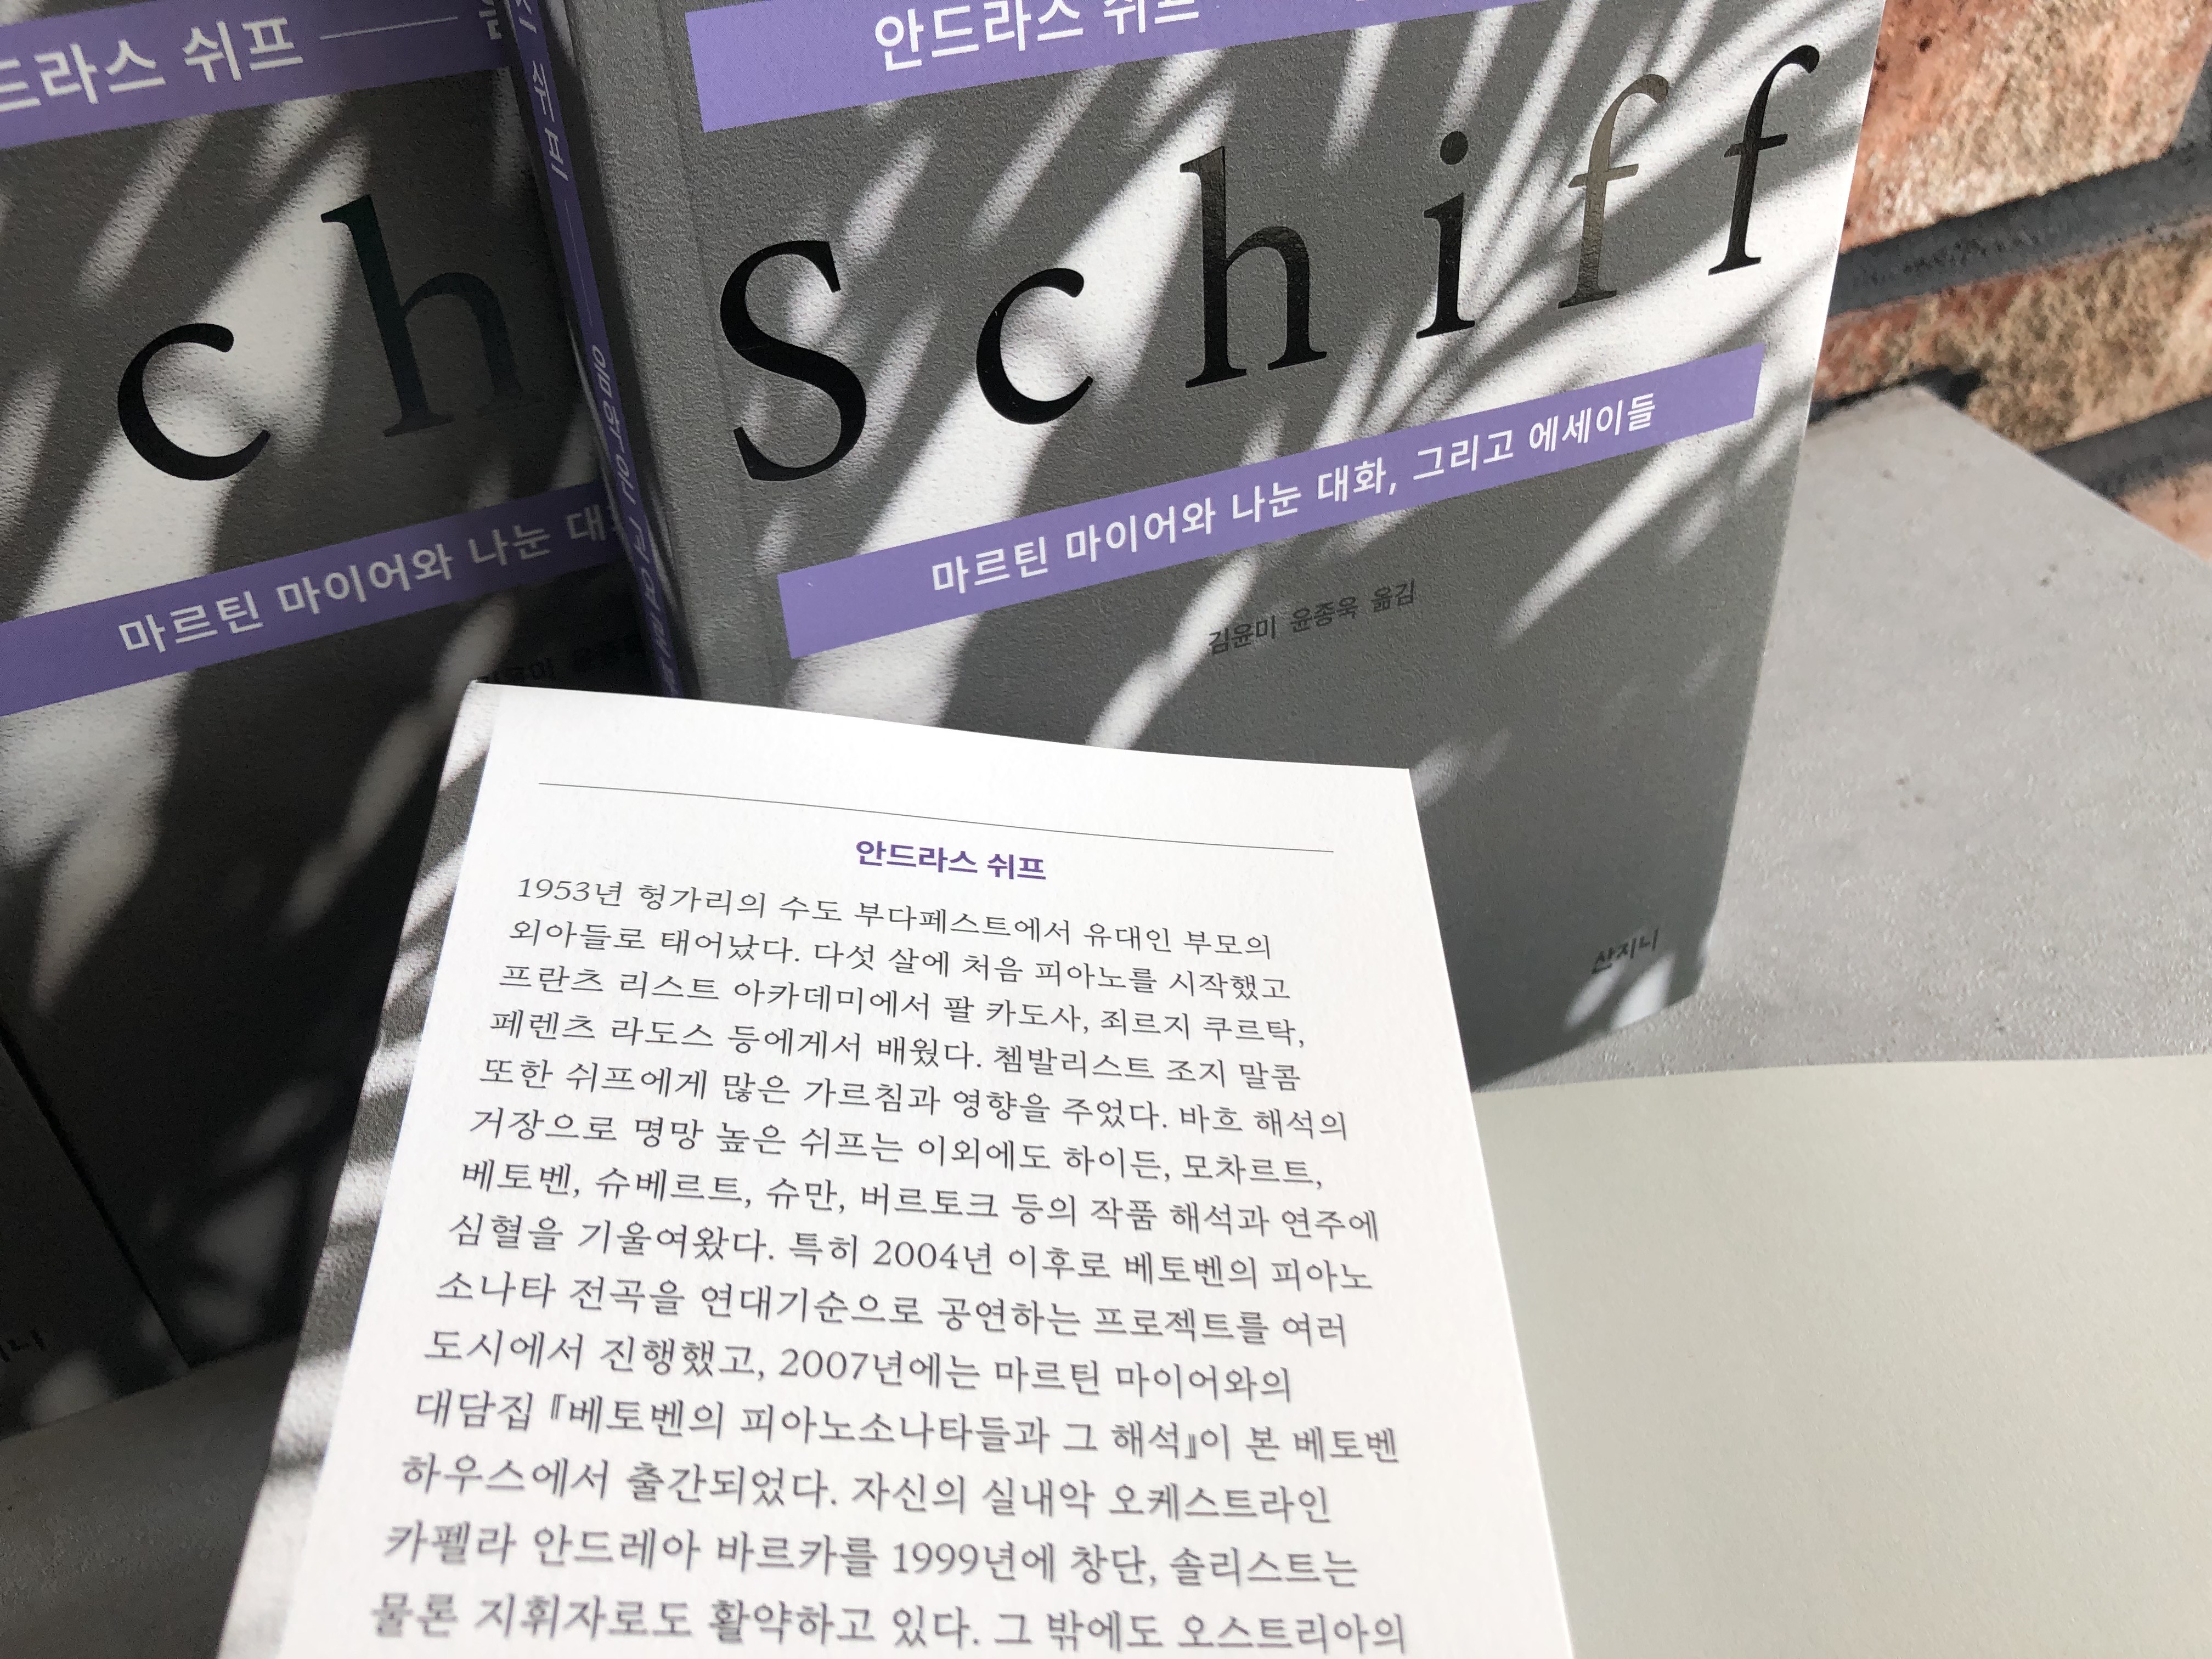 드라스 쉬프
c h
마르틴 마이어와 나눈
쉬프
안드라스 쉬프
Schiff
마르틴 마이어와 나눈 대화, 그리고 에세이들
김윤미 윤종욱 옮김
산지니
안드라스 쉬프
1953년 헝가리의 수도 부다페스트에서 유대인 부모의
외아들로 태어났다. 다섯 살에 처음 피아노를 시작했고
프란츠 리스트 아카데미에서 팔 카도사, 죄르지 쿠르탁,
페렌츠 라도스 등에게서 배웠다. 쳄발리스트 조지 말콤
또한 쉬프에게 많은 가르침과 영향을 주었다. 바흐 해석의
거장으로 명망 높은 쉬프는 이외에도 하이든, 모차르트,
베토벤, 슈베르트, 슈만, 버르토크 등의 작품 해석과 연주에
심혈을 기울여왔다. 특히 2004년 이후로 베토벤의 피아노
소나타 전곡을 연대기순으로 공연하는 프로젝트를 여러
도시에서 진행했고, 2007년에는 마르틴 마이어와의
대담집 『베토벤의 피아노소나타들과 그 해석』이 본 베토벤
하우스에서 출간되었다. 자신의 실내악 오케스트라인
카펠라 안드레아 바르카를 1999년에 창단, 솔리스트는
물론 지휘자로도 활약하고 있다. 그 밖에도 오스트리아의